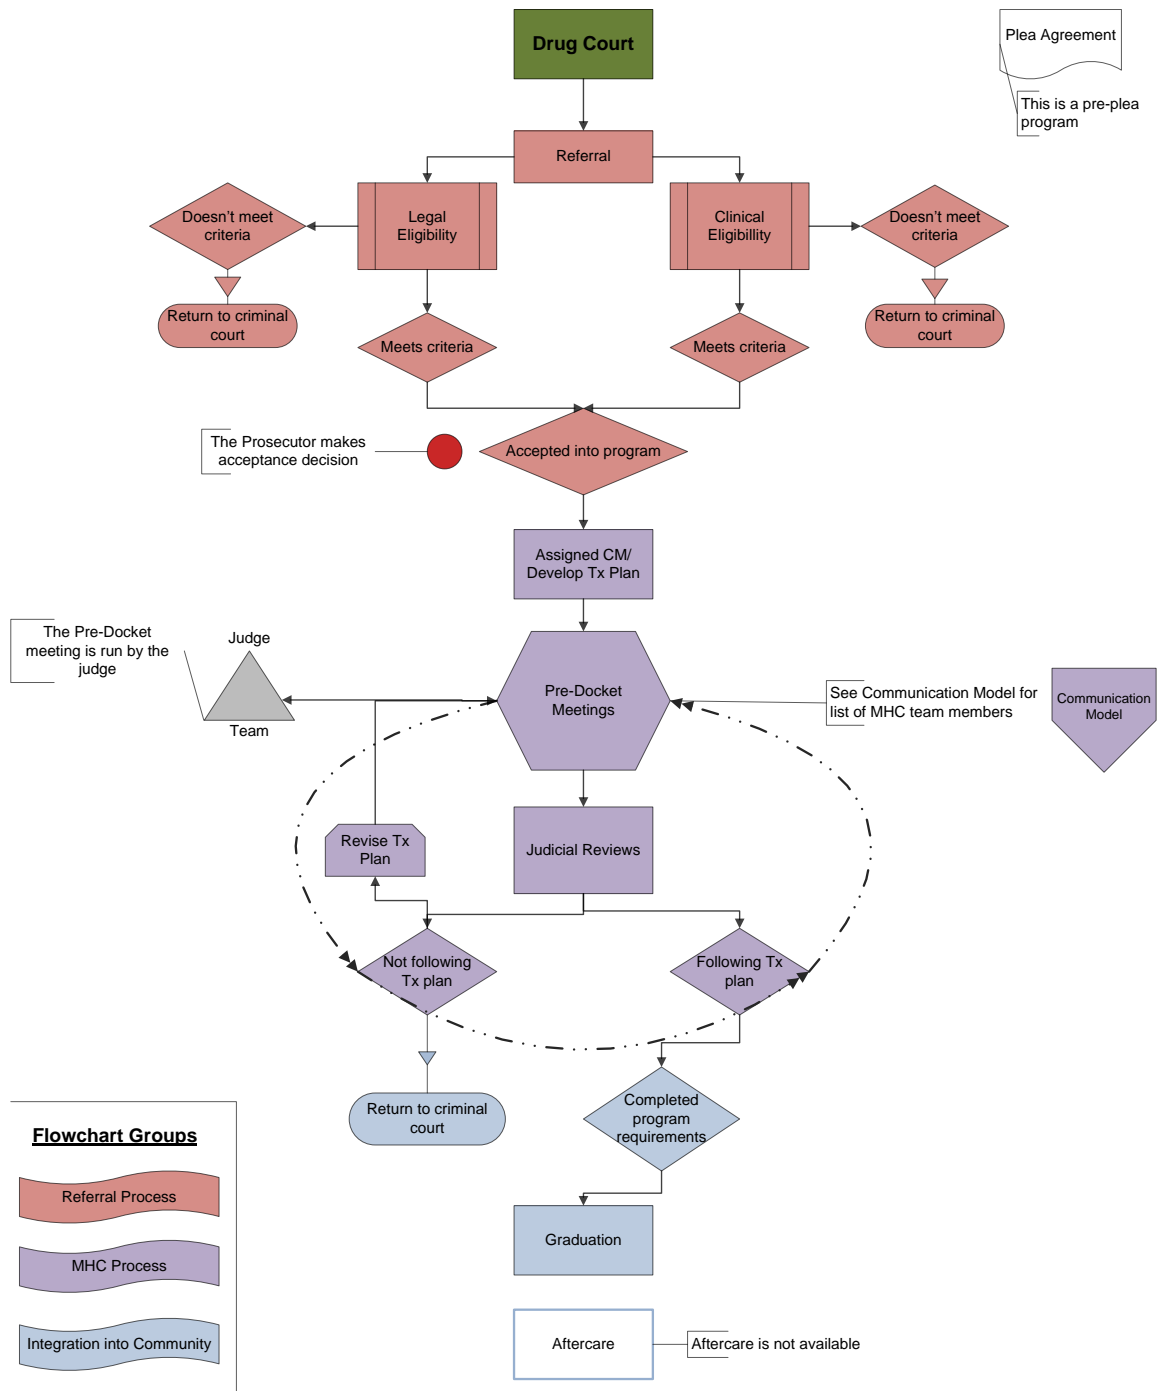 Drug Court
Plea Agreement
This is a pre-plea
program
Referral
Doesn't meet
criteria
Legal
Eligibility
Clinical
Eligibillity
Doesn't meet
criteria
Return to criminal
court
Return to criminal
court
Meets criteria
Meets criteria
The Prosecutor makes
acceptance decision
Accepted into program
Assigned CM/
Develop Tx Plan
The Pre-Docket
meeting is run by the
judge
Judge
Team
Pre-Docket
Meetings
See Communication Model for
list of MHC team members
Communication
Model
Revise Tx
Plan
Judicial Reviews
Not following
Tx plan
Following Tx
plan
Return to criminal
court
Completed
program
requirements
Flowchart Groups
Referral Process
MHC Process
Integration into Community
Graduation
Aftercare
Aftercare is not available